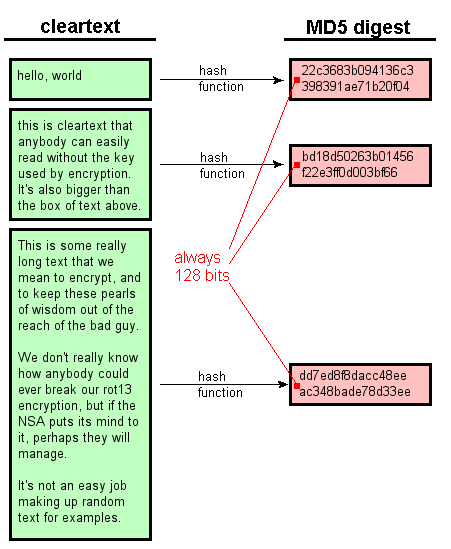 cleartext
MD5 digest
hello, world
hash
function
22c3683b094136c3
398391ae71b20f04
this is cleartext that
anybody can easily
read without the key
used by encryption.
It's also bigger than
the box of text above.
hash
function
bd18d50263b01456
f22e3ff0d003bf66
always
128 bits
This is some really
long text that we
mean to encrypt, and
to keep these pearls
of wisdom out of the
reach of the bad guy.
We don't really know
how anybody could
ever break our rot13
encryption, but if the
NSA puts its mind to
it, perhaps they will
manage.
It's not an easy job
making up random
text for examples.
hash
function
dd7ed8f8dacc48ee
ac348bade78d33ee